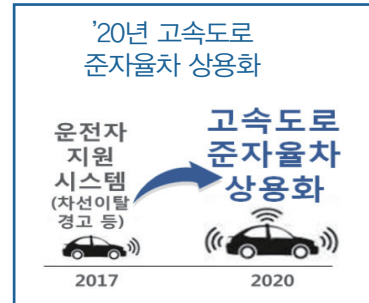 ’20년 고속도로
준자율차 상용화
운전자
지원
시스템
(차선이탈
경고 등)
고속도로
준자율차
상용화
2017
2020